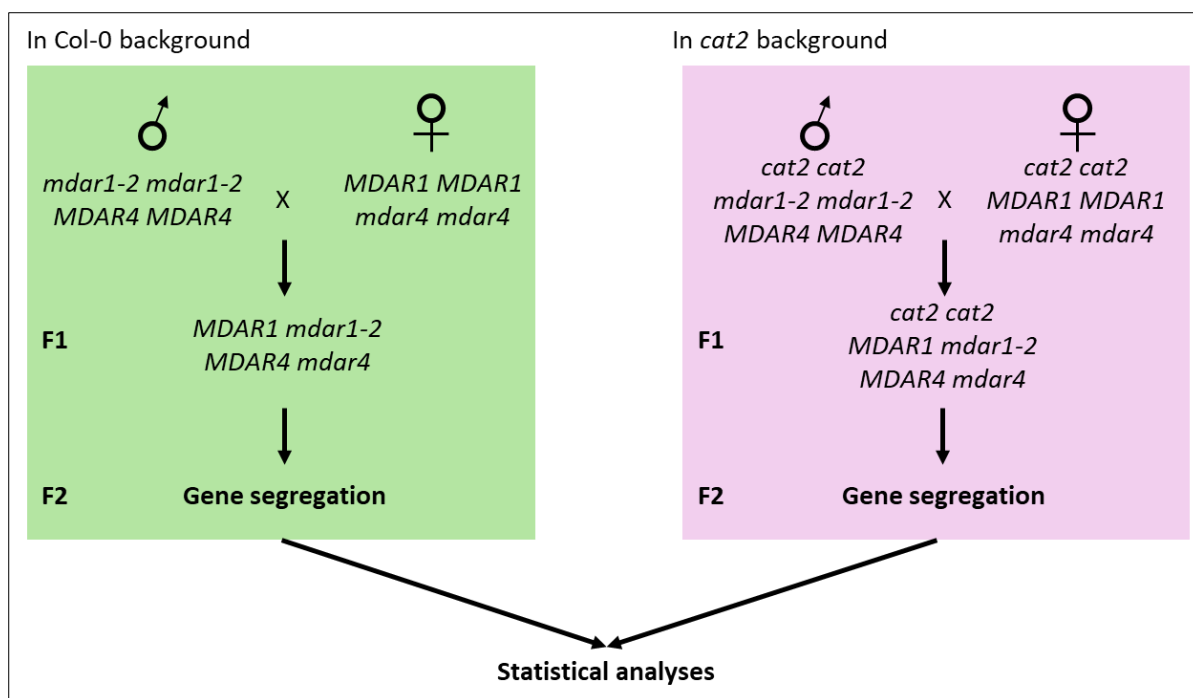 In Col-0 background
mdar1-2 mdar1-2
MDAR4 MDAR4
X
MDAR1 MDAR1
mdar4 mdar4
F1
MDAR1 mdar1-2
MDAR4 mdar4
F2
Gene segregation
In cat2 background
cat2 cat2
mdar1-2 mdar1-2
MDAR4 MDAR4
X
cat2 cat2
MDAR1 MDAR1
mdar4 mdar4
F1
cat2 cat2
MDAR1 mdar1-2
MDAR4 mdar4
F2
Gene segregation
Statistical analyses